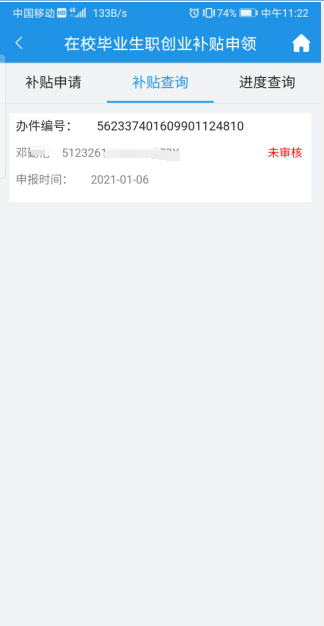 中国移动 HD 133B/s 74% 中午11:22
在校毕业生职创业补贴申领
补贴申请 补贴查询 进度查询
办件编号： 562337401609901124810
邓 5123261 未审核
申报时间： 2021-01-06